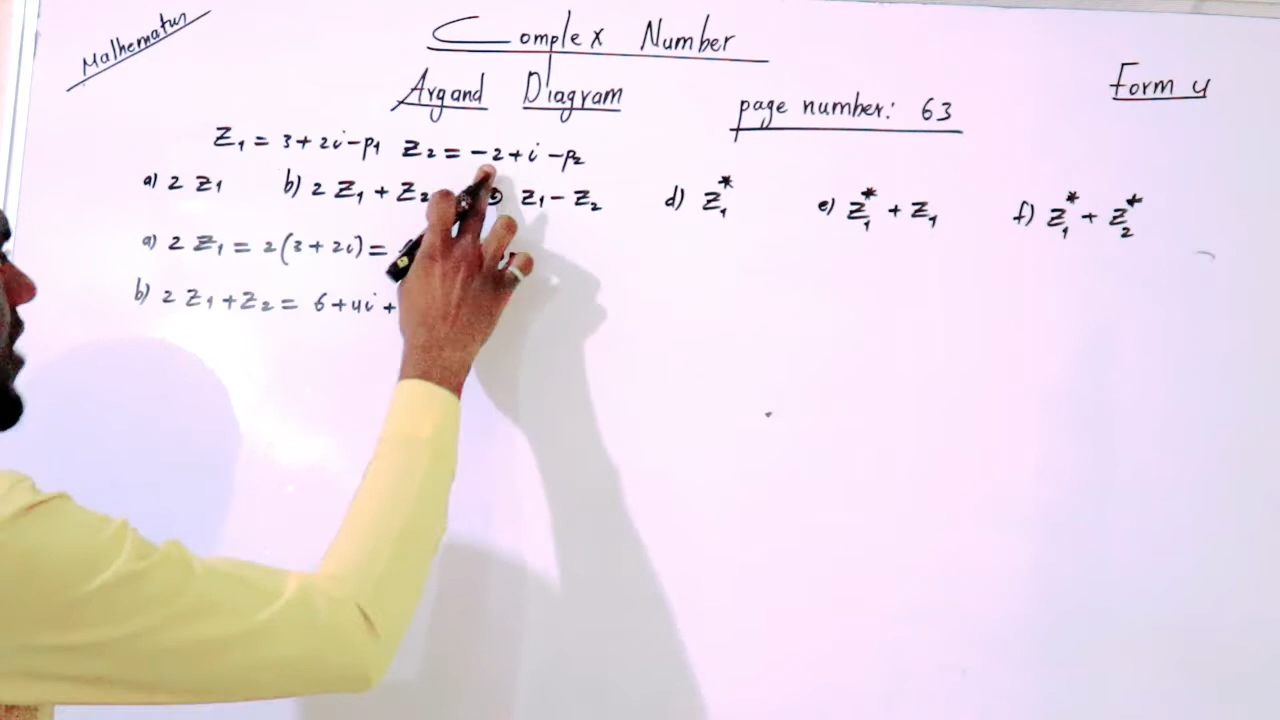 Mathematus
Complex Number
Argand Diagram
Form 4
page number: 63
Z₁ = 3 + 2i - P₁ Z₂ = -2 + i - P₂
a) 2 Z₁ b) 2 Z₁ + Z₂ Z₁ - Z₂ d) Z₁* e) Z₁* + Z₁ f) Z₁* + Z₂*
a) 2 Z₁ = 2(3 + 2i) =
b) 2 Z₁ + Z₂ = 6 + 4i +